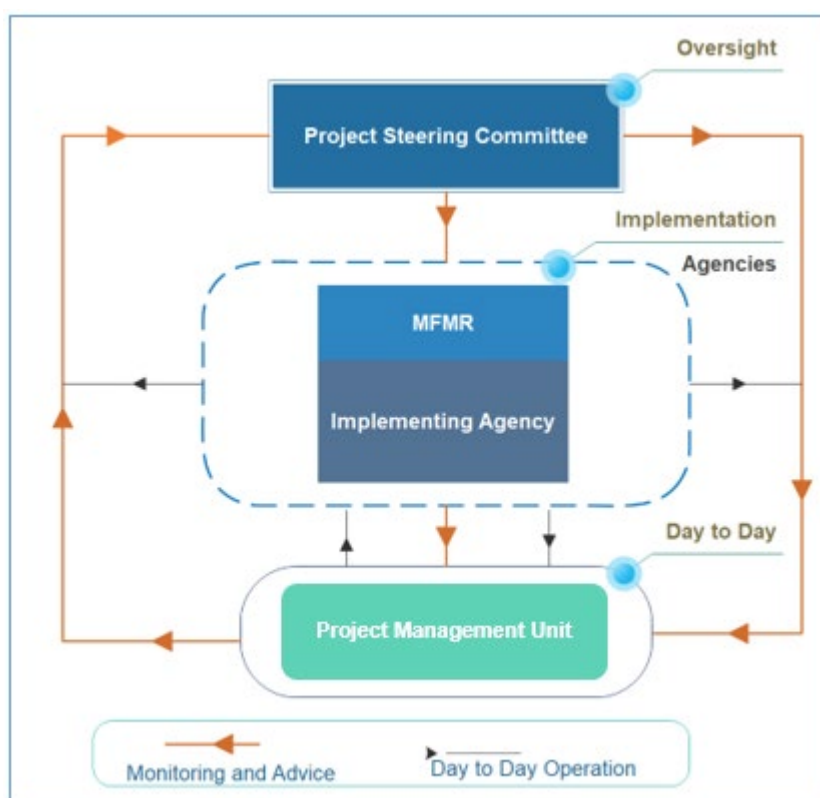 Oversight
Project Steering Committee
Implementation
Agencies
MFMR
Implementing Agency
Day to Day
Project Management Unit
Monitoring and Advice
Day to Day Operation